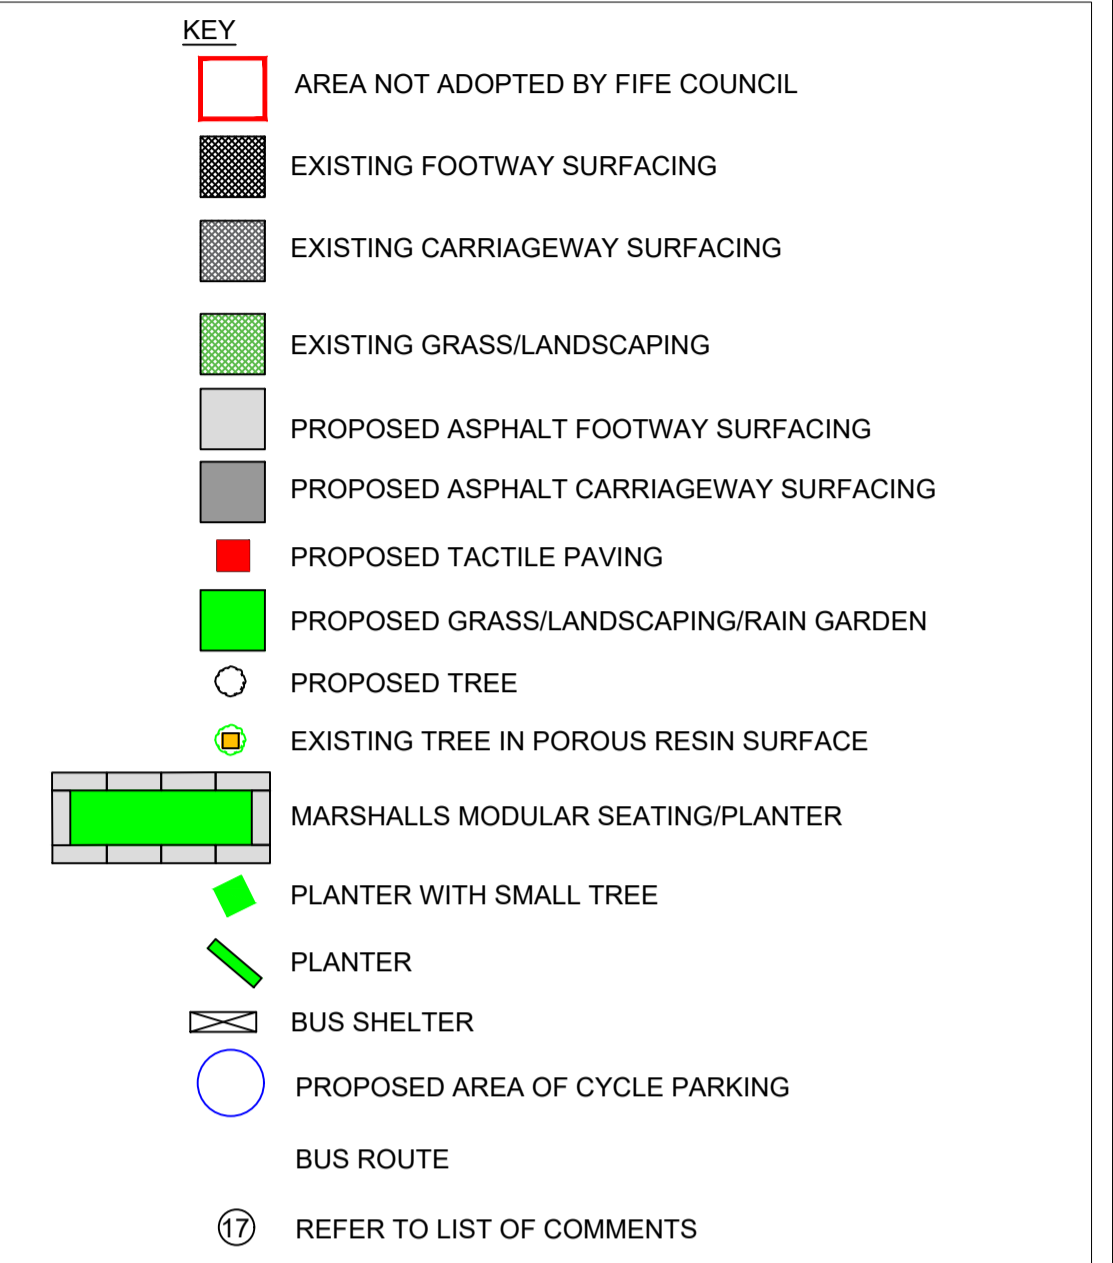 KEY
AREA NOT ADOPTED BY FIFE COUNCIL
EXISTING FOOTWAY SURFACING
EXISTING CARRIAGEWAY SURFACING
EXISTING GRASS/LANDSCAPING
PROPOSED ASPHALT FOOTWAY SURFACING
PROPOSED ASPHALT CARRIAGEWAY SURFACING
PROPOSED TACTILE PAVING
PROPOSED GRASS/LANDSCAPING/RAIN GARDEN
PROPOSED TREE
EXISTING TREE IN POROUS RESIN SURFACE
MARSHALLS MODULAR SEATING/PLANTER
PLANTER WITH SMALL TREE
PLANTER
BUS SHELTER
PROPOSED AREA OF CYCLE PARKING
BUS ROUTE
17 REFER TO LIST OF COMMENTS